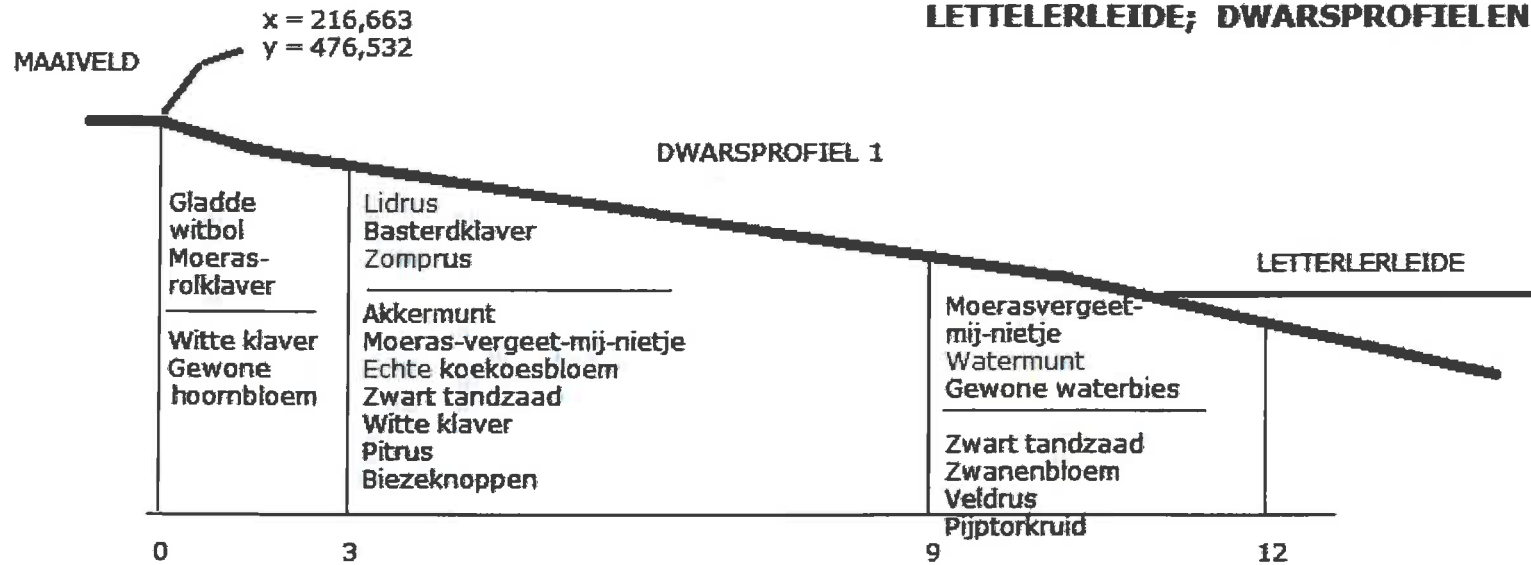 LETTELERLEIDE; DWARSPROFIELEN
x = 216,663
y = 476,532
MAAIVELD
DWARSPROFIEL 1
Gladde
witbol
Moeras-
rolklaver
Witte klaver
Gewone
hoornbloem
Lidrus
Basterdklaver
Zomprus
Akkermunt
Moeras-vergeet-mij-nietje
Echte koekoesbloem
Zwart tandzaad
Witte klaver
Pitrus
Biezeknoppen
LETTERLERLEIDE
Moerasvergeet-
mij-nietje
Watermunt
Gewone waterbies
Zwart tandzaad
Zwanenbloem
Veldrus
Pijptorkruid
0 3 9 12